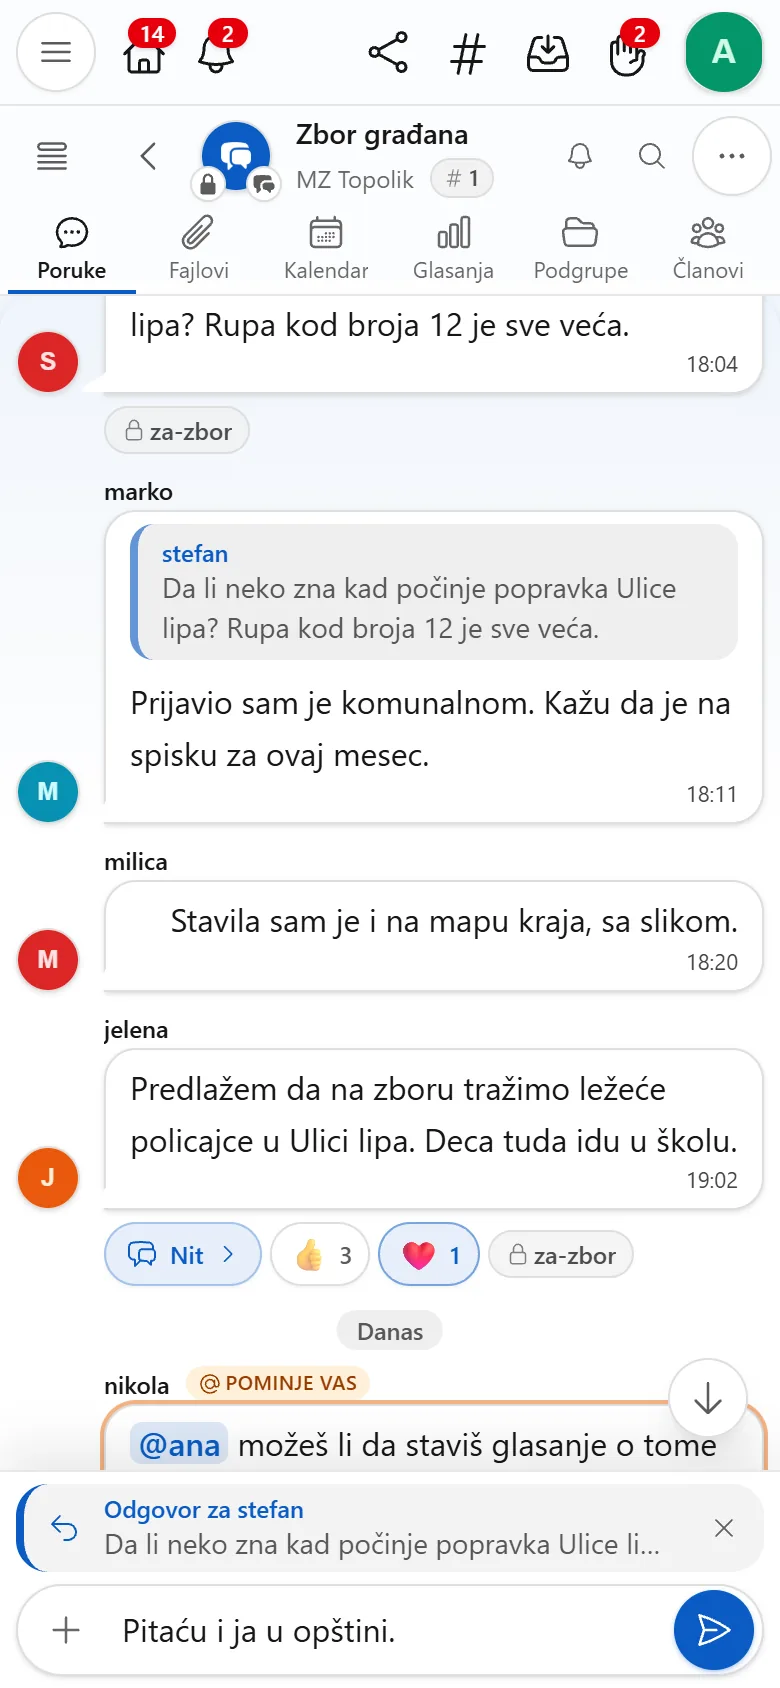 14
2
2
A
Zbor građana
MZ Topolik
# 1
Poruke
Fajlovi
Kalendar
Glasanja
Podgrupe
Članovi
lipa? Rupa kod broja 12 je sve veća.
18:04
S
za-zbor
marko
stefan
Da li neko zna kad počinje popravka Ulice
lipa? Rupa kod broja 12 je sve veća.
Prijavio sam je komunalnom. Kažu da je na
spisku za ovaj mesec.
18:11
M
milica
Stavila sam je i na mapu kraja, sa slikom.
18:20
M
jelena
Predlažem da na zboru tražimo ležeće
policajce u Ulici lipa. Deca tuda idu u školu.
19:02
J
Nit
👍 3
❤️ 1
za-zbor
Danas
nikola
@ POMINJE VAS
@ana možeš li da staviš glasanje o tome
Odgovor za stefan
Da li neko zna kad počinje popravka Ulice li...
Pitaću i ja u opštini.